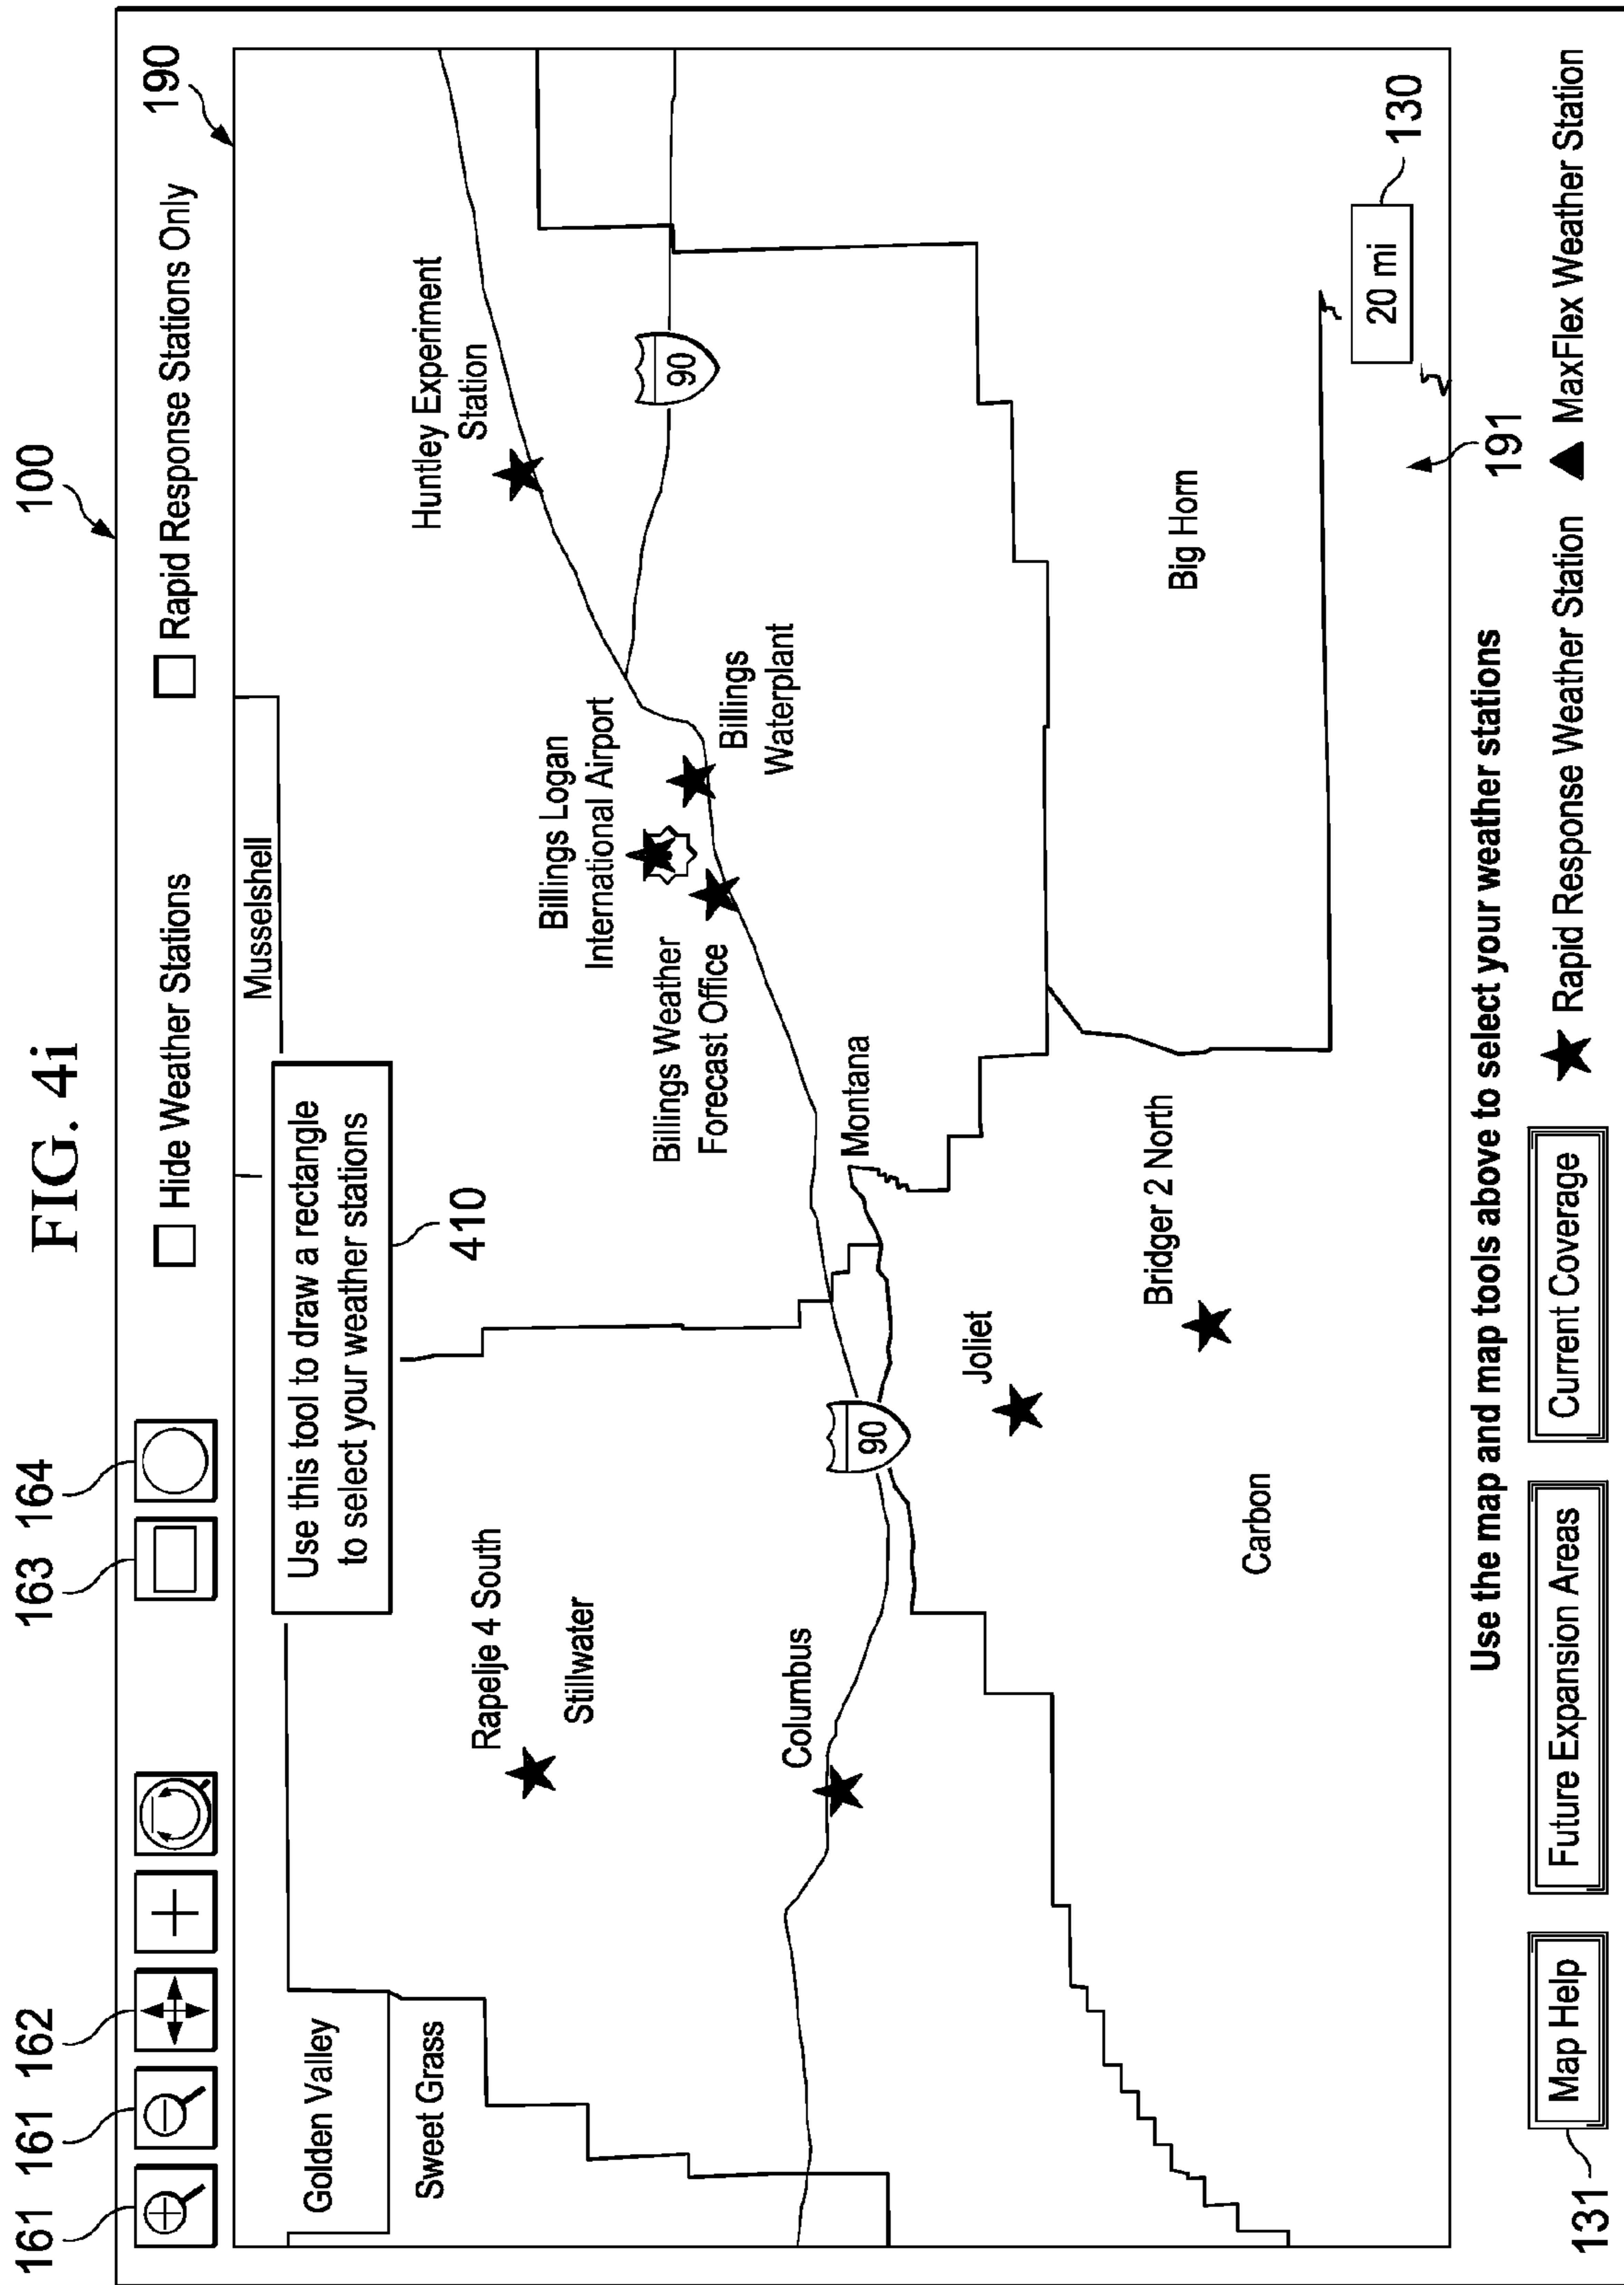 FIG. 4i
100
161
161
162
163
164
190
Hide Weather Stations
Rapid Response Stations Only
Golden Valley
Sweet Grass
Use this tool to draw a rectangle
to select your weather stations
410
Musselshell
Rapelje 4 South
Stillwater
Huntley Experiment
Station
Billings Logan
International Airport
Billings Weather
Forecast Office
Billings
Waterplant
90
Columbus
Montana
90
Joliet
Bridger 2 North
Carbon
Big Horn
20 mi
130
191
Use the map and map tools above to select your weather stations
Map Help
Future Expansion Areas
Current Coverage
Rapid Response Weather Station
MaxFlex Weather Station
131